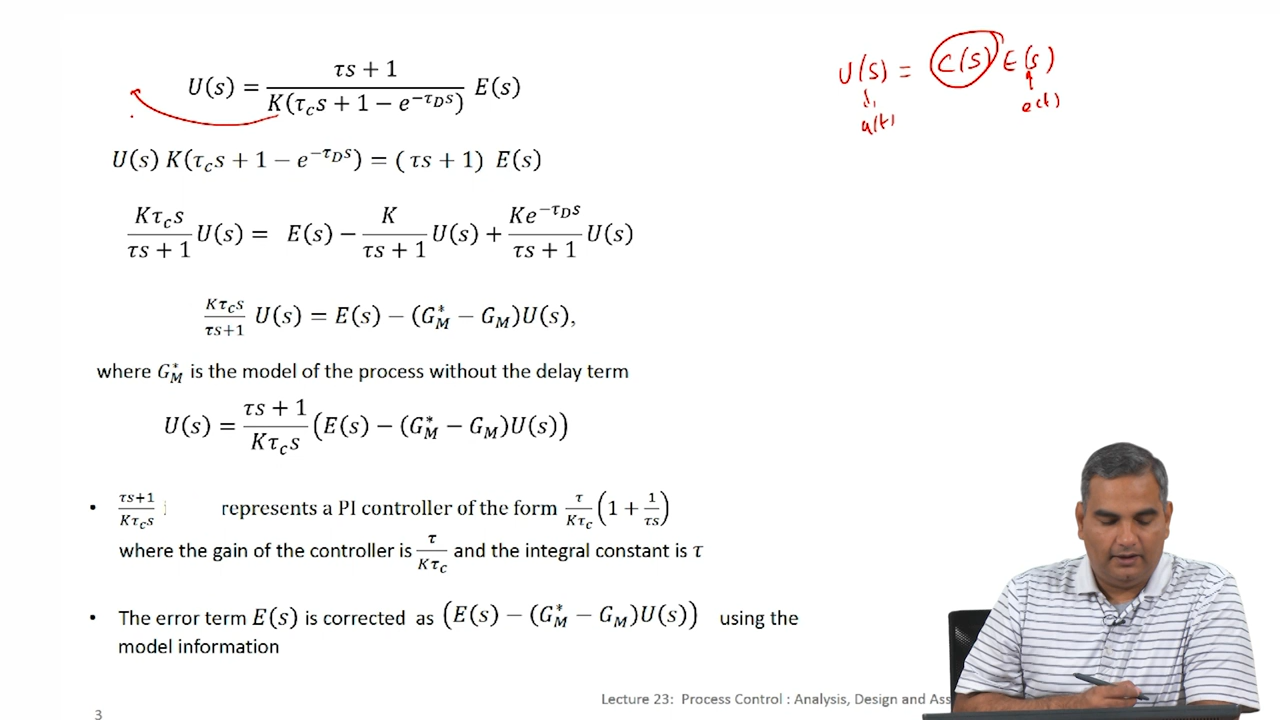 U(s) = (τs + 1)/(K(τ_c s + 1 − e^{−τ_D s})) E(s)
U(s) K(τ_c s + 1 − e^{−τ_D s}) = (τs + 1) E(s)
(Kτ_c s)/(τs + 1) U(s) = E(s) − K/(τs + 1) U(s) + (Ke^{−τ_D s})/(τs + 1) U(s)
(Kτ_c s)/(τs+1) U(s) = E(s) − (G*_M − G_M)U(s),
where G*_M is the model of the process without the delay term
U(s) = (τs + 1)/(Kτ_c s) (E(s) − (G*_M − G_M)U(s))
• (τs+1)/(Kτ_c s) represents a PI controller of the form τ/(Kτ_c) (1 + 1/(τs))
where the gain of the controller is τ/(Kτ_c) and the integral constant is τ
• The error term E(s) is corrected as (E(s) − (G*_M − G_M)U(s)) using the
model information
U(s) = C(s) E(s)
u(t) e(t)
Lecture 23: Process Control : Analysis, Design and Ass
3